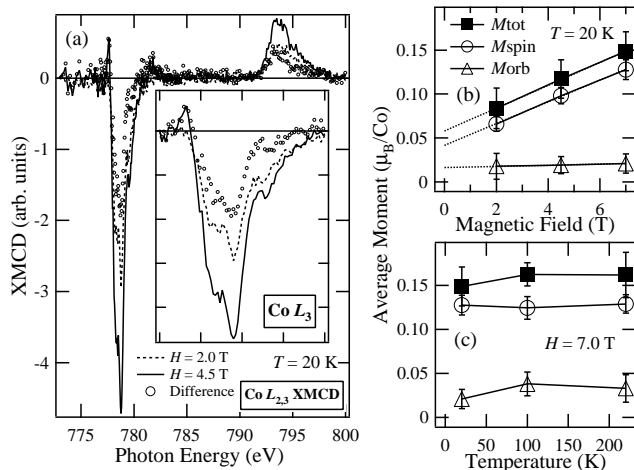 (a)
XMCD (arb. units)
0
-1
-2
-3
-4
Co L3
H = 2.0 T
H = 4.5 T
Difference
T = 20 K
Co L2,3 XMCD
775 780 785 790 795 800
Photon Energy (eV)
Average Moment (μB/Co)
Mtot
Mspin
Morb
T = 20 K
(b)
0.15
0.10
0.05
0
0 2 4 6
Magnetic Field (T)
0.15
0.10
0.05
0
(c)
H = 7.0 T
0 50 100 150 200
Temperature (K)